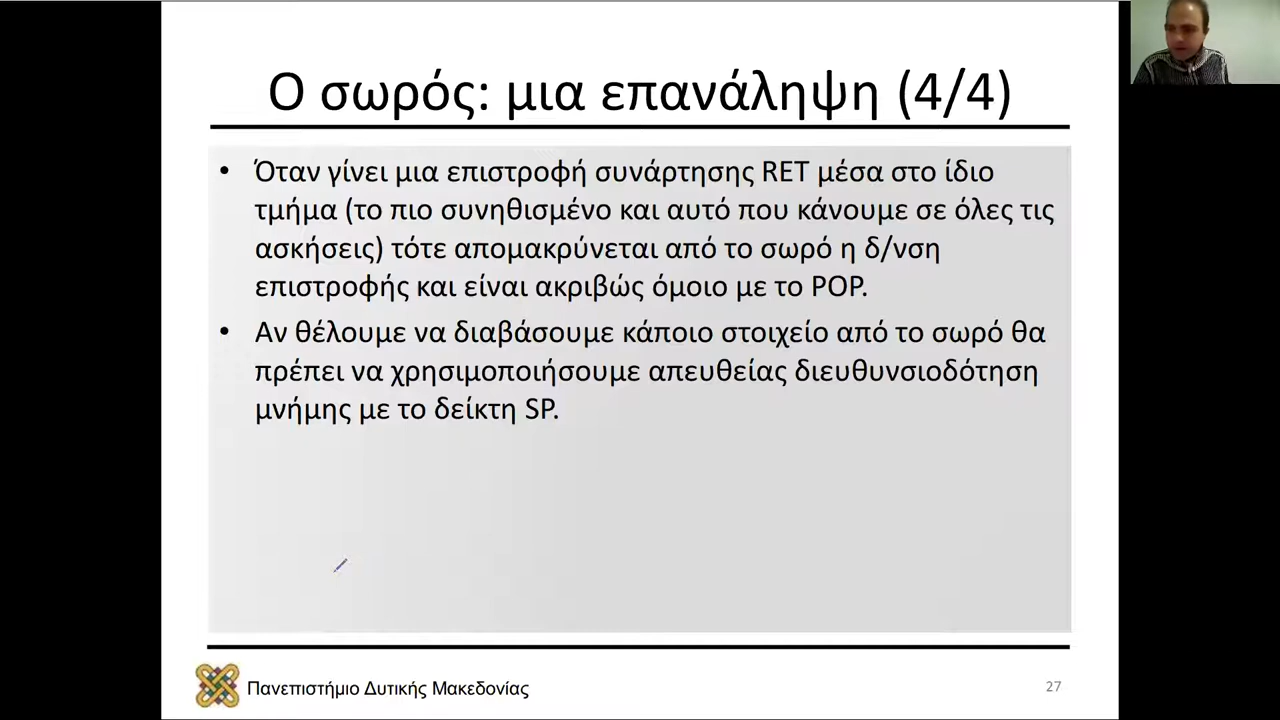 Ο σωρός: μια επανάληψη (4/4)
• Όταν γίνει μια επιστροφή συνάρτησης RET μέσα στο ίδιο
τμήμα (το πιο συνηθισμένο και αυτό που κάνουμε σε όλες τις
ασκήσεις) τότε απομακρύνεται από το σωρό η δ/νση
επιστροφής και είναι ακριβώς όμοιο με το POP.
• Αν θέλουμε να διαβάσουμε κάποιο στοιχείο από το σωρό θα
πρέπει να χρησιμοποιήσουμε απευθείας διευθυνσιοδότηση
μνήμης με το δείκτη SP.
Πανεπιστήμιο Δυτικής Μακεδονίας
27